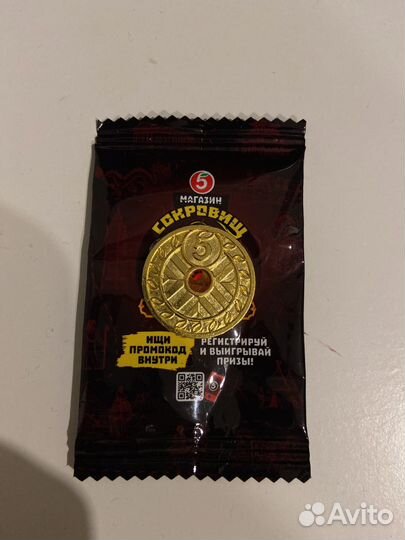 5
МАГАЗИН
СОКРОВИЩ
5
ИЩИ
ПРОМОКОД
ВНУТРИ
РЕГИСТРИРУЙ
И ВЫИГРЫВАЙ
ПРИЗЫ!
Avito